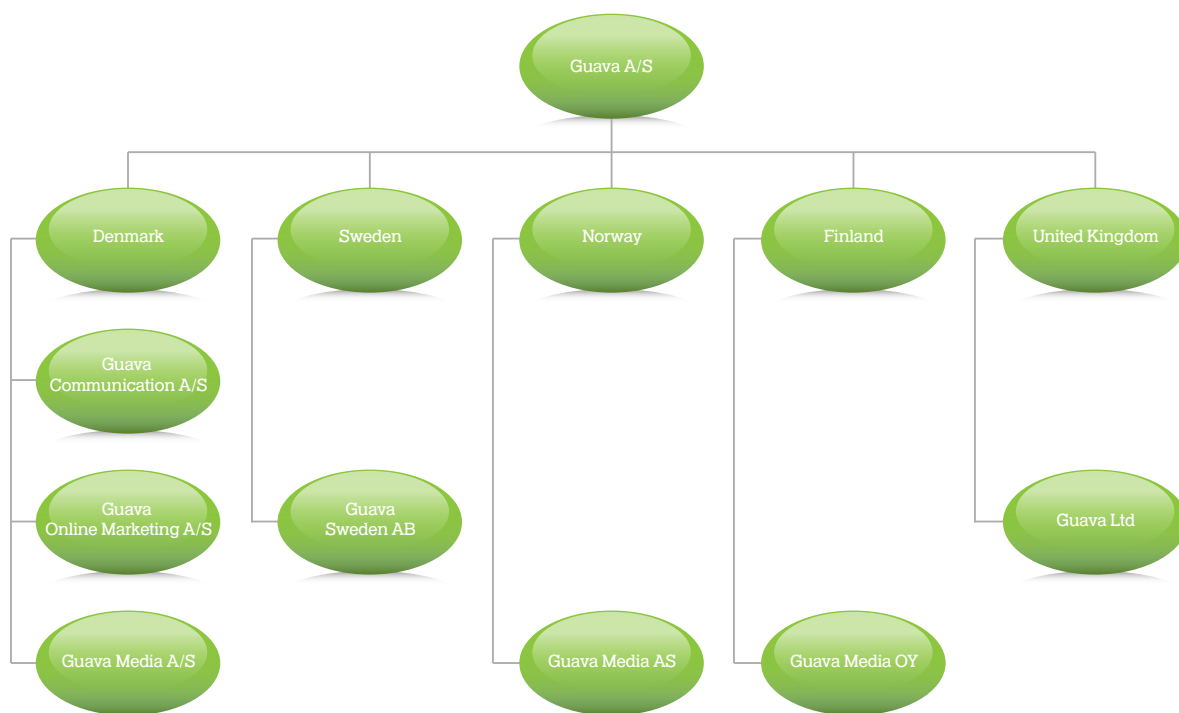 Guava A/S
Denmark
Sweden
Norway
Finland
United Kingdom
Guava
Communication A/S
Guava
Online Marketing A/S
Guava
Sweden AB
Guava Ltd
Guava Media A/S
Guava Media AS
Guava Media OY